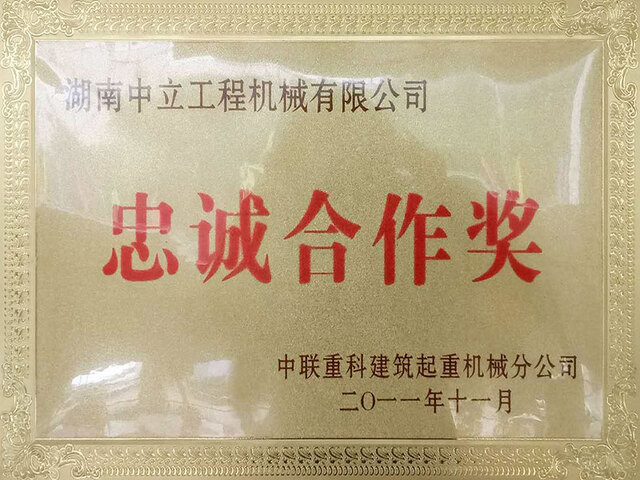 湖南中立工程机械有限公司
忠诚合作奖
中联重科建筑起重机械分公司
二〇一一年十一月